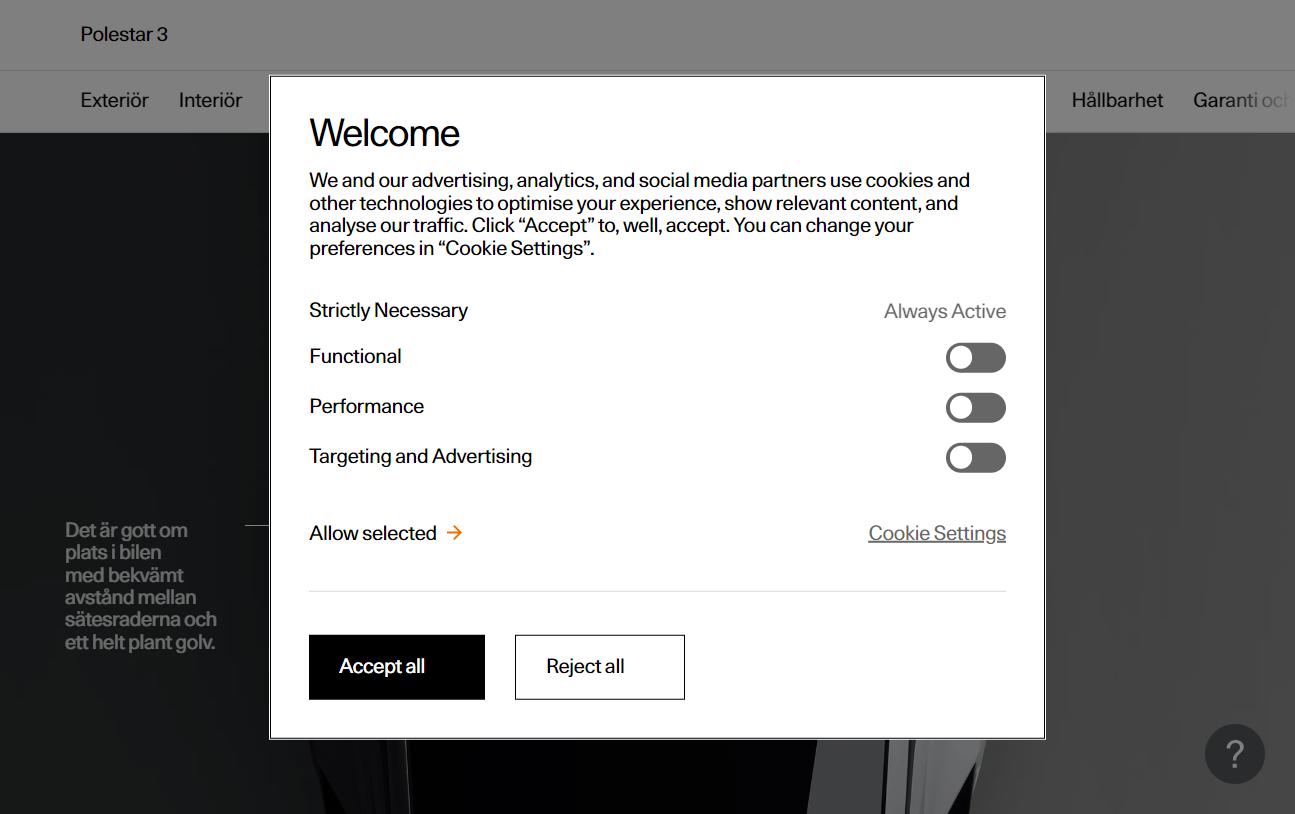 Polestar 3
Exteriör Interiör Hållbarhet Garanti och
Welcome
We and our advertising, analytics, and social media partners use cookies and
other technologies to optimise your experience, show relevant content, and
analyse our traffic. Click “Accept” to, well, accept. You can change your
preferences in “Cookie Settings”.
Strictly Necessary Always Active
Functional
Performance
Targeting and Advertising
Allow selected → Cookie Settings
Det är gott om
plats i bilen
med bekvämt
avstånd mellan
sätesraderna och
ett helt plant golv.
Accept all Reject all
?